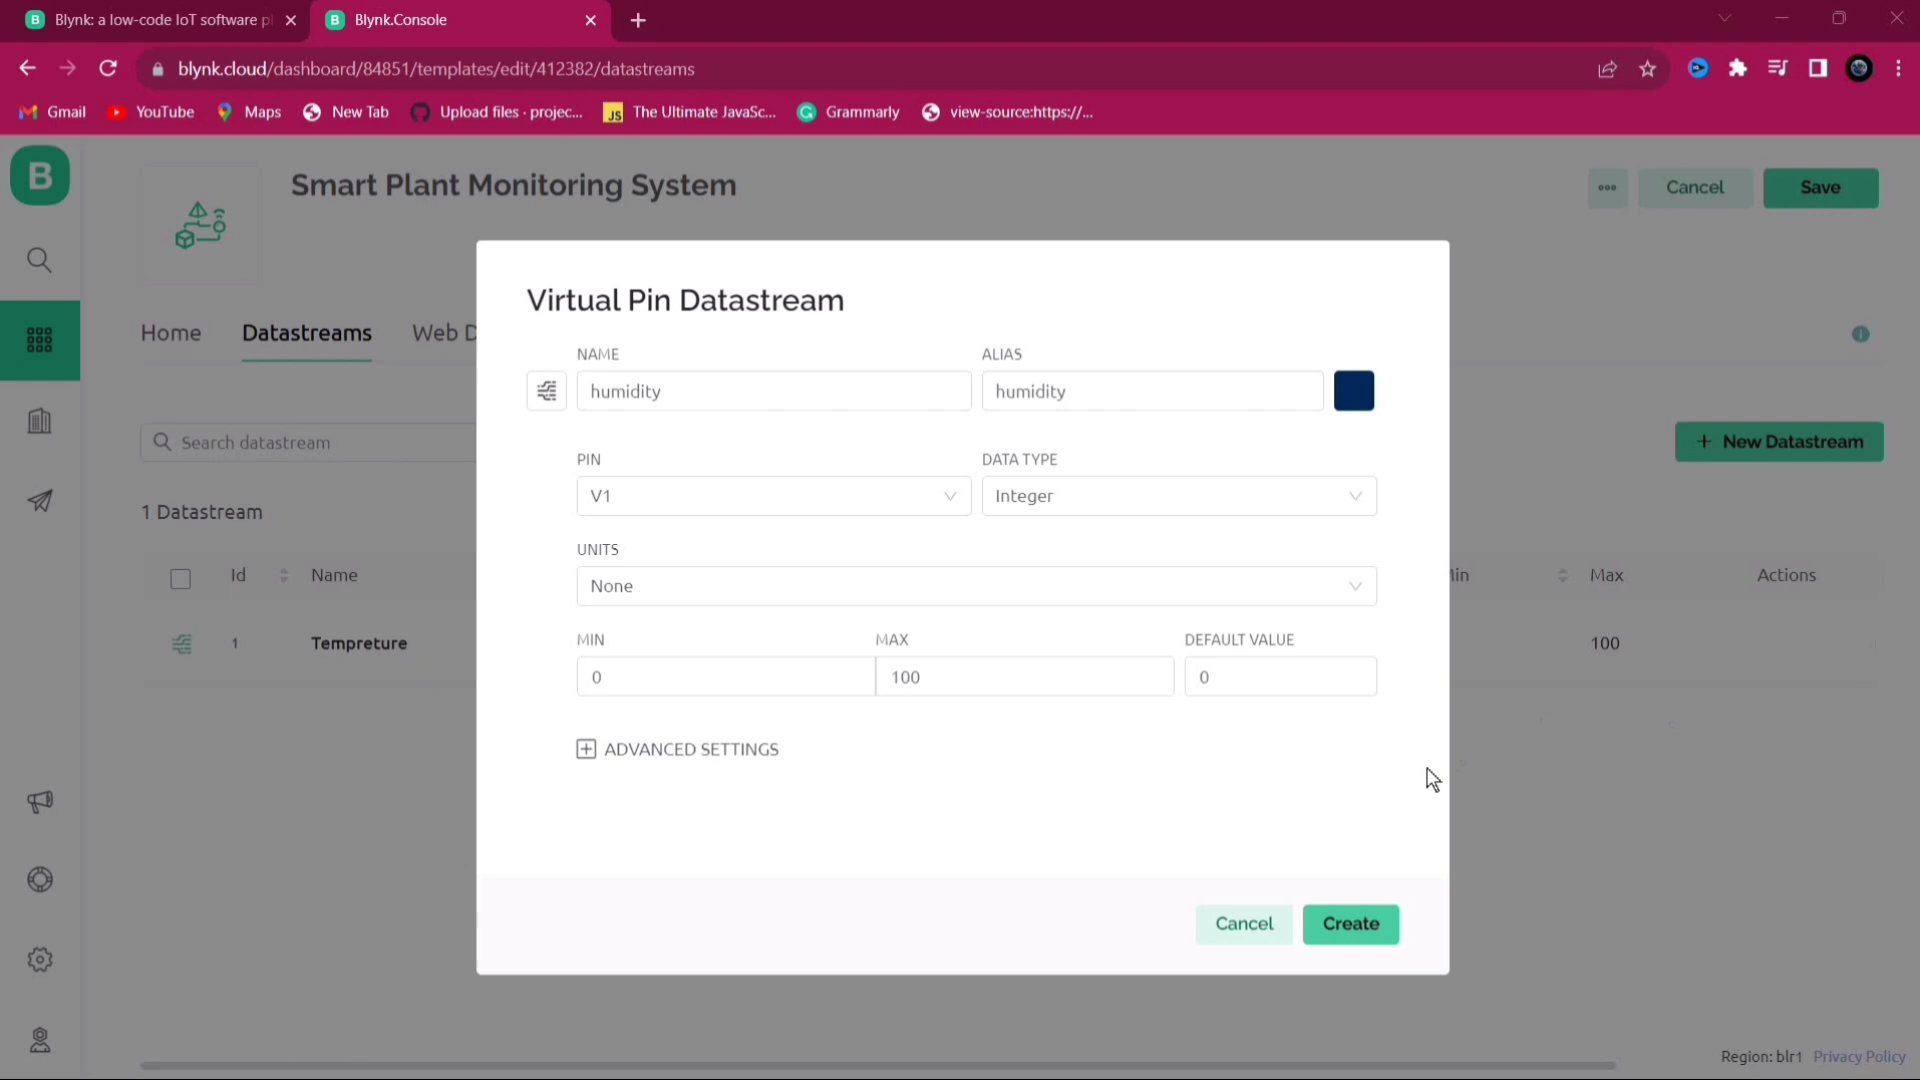 Blynk: a low-code IoT software pl
Blynk.Console
blynk.cloud/dashboard/84851/templates/edit/412382/datastreams
Gmail
YouTube
Maps
New Tab
Upload files · projec...
JS
The Ultimate JavaSc...
Grammarly
view-source:https://...
B
Smart Plant Monitoring System
Cancel
Save
Home
Datastreams
Web D
Search datastream
New Datastream
1 Datastream
Id
Name
Max
Actions
1
Tempreture
100
Virtual Pin Datastream
NAME
ALIAS
humidity
humidity
PIN
DATA TYPE
V1
Integer
UNITS
None
MIN
MAX
DEFAULT VALUE
0
100
0
ADVANCED SETTINGS
Cancel
Create
Region: blr1
Privacy Policy